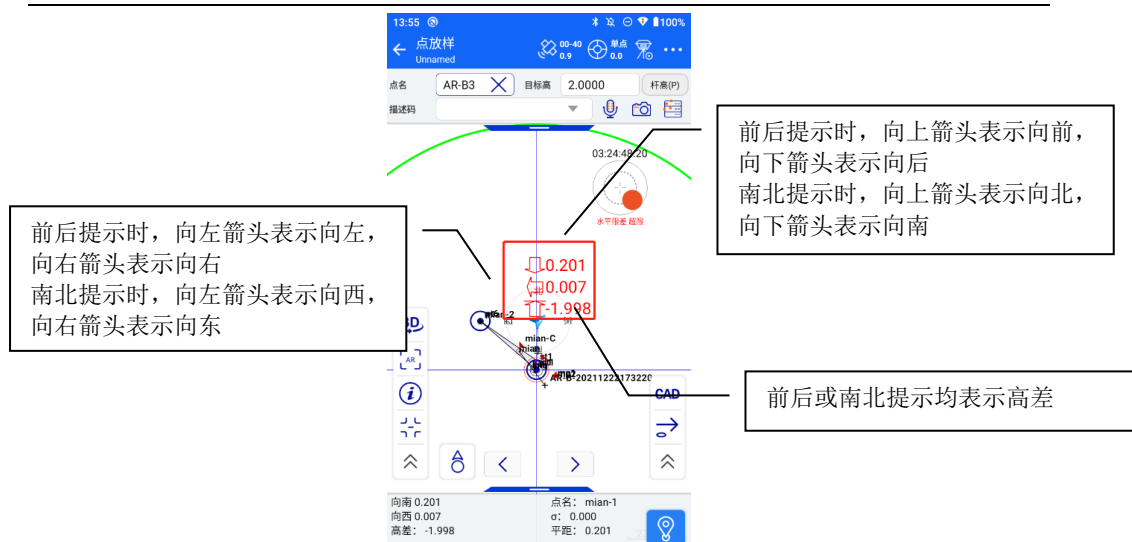 13:55
100%
点放样
Unnamed
00-40
0.9
单点
0.0
点名
AR-B3
目标高
2.0000
杆高(P)
描述码
03:24:48.20
水平限差 超限
前后提示时，向上箭头表示向前，
向下箭头表示向后
南北提示时，向上箭头表示向北，
向下箭头表示向南
前后提示时，向左箭头表示向左，
向右箭头表示向右
南北提示时，向左箭头表示向西，
向右箭头表示向东
0.201
北
0.007
-1.998
mian-C
mian
AR-B-20211222173220
AR
CAD
前后或南北提示均表示高差
向南 0.201
向西 0.007
高差： -1.998
点名： mian-1
σ： 0.000
平距： 0.201